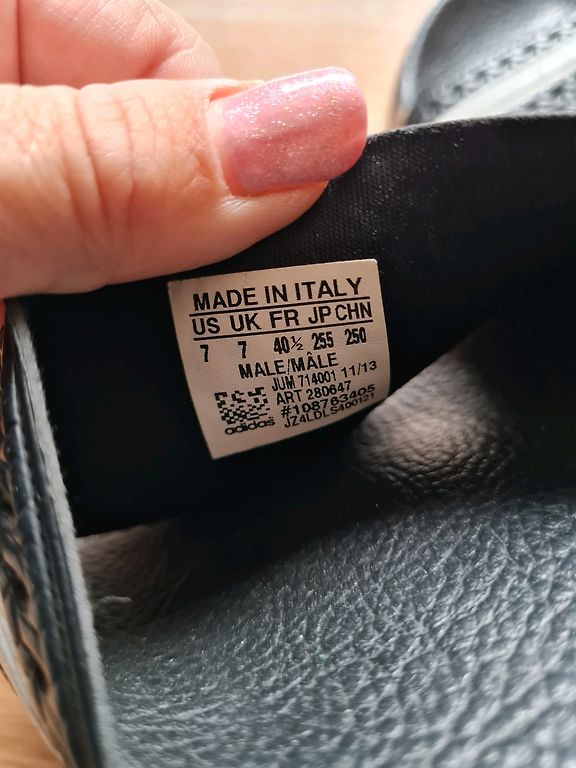 MADE IN ITALY
US UK FR JP CHN
7 7 40½ 255 250
MALE/MÂLE
JUM 714001 11/13
ART 280647
#108763405
adidas JZ4LDLS400121